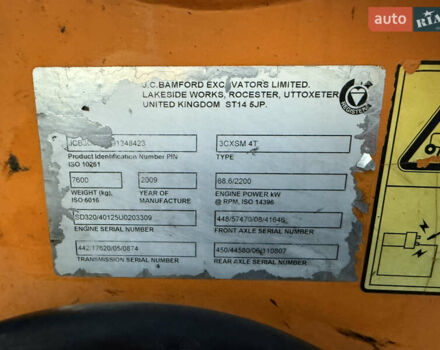 auto RIA
J.C.BAMFORD EXCAVATORS LIMITED.
LAKESIDE WORKS, ROCESTER, UTTOXETER
UNITED KINGDOM ST14 5JP.
1348423
3CXSM 4T
Product Identification Number PIN
ISO 10261
TYPE
7600
2009
68.6/2200
WEIGHT (kg),
ISO 6016
YEAR OF
MANUFACTURE
ENGINE POWER kW
@ RPM, ISO 14396
SD320/40125U0203309
448/57470/08/41646
ENGINE SERIAL NUMBER
FRONT AXLE SERIAL NUMBER
442/17620/05/0874
450/44580/06/110807
TRANSMISSION SERIAL NUMBER
REAR AXLE SERIAL NUMBER